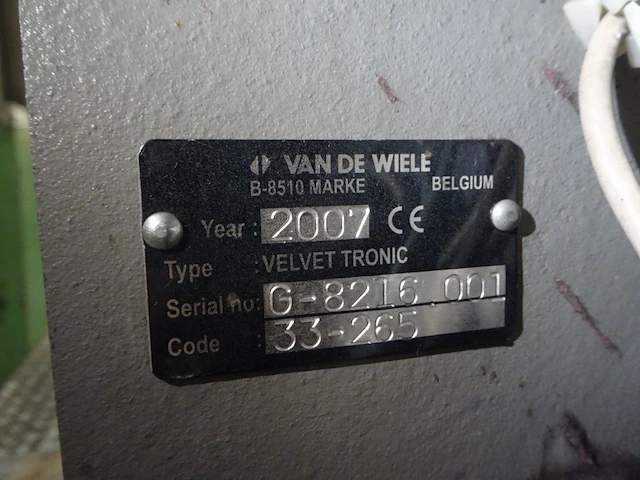 VAN DE WIELE
B-8510 MARKE BELGIUM
Year : 2007 CE
Type : VELVET TRONIC
Serial no: G-8216.001
Code : 33-265